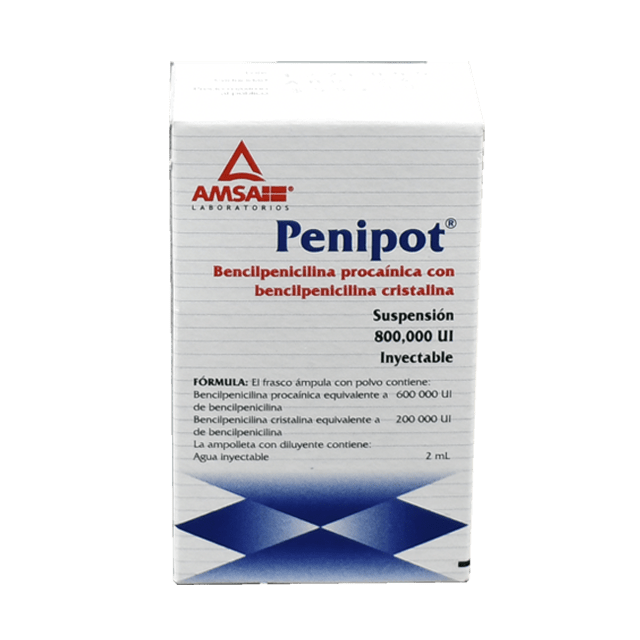 AMSA®
LABORATORIOS
Penipot®
Bencilpenicilina procaínica con
bencilpenicilina cristalina
Suspensión
800,000 UI
Inyectable
FÓRMULA: El frasco ámpula con polvo contiene:
Bencilpenicilina procaínica equivalente a 600 000 UI
de bencilpenicilina
Bencilpenicilina cristalina equivalente a 200 000 UI
de bencilpenicilina
La ampolleta con diluyente contiene:
Agua inyectable 2 mL